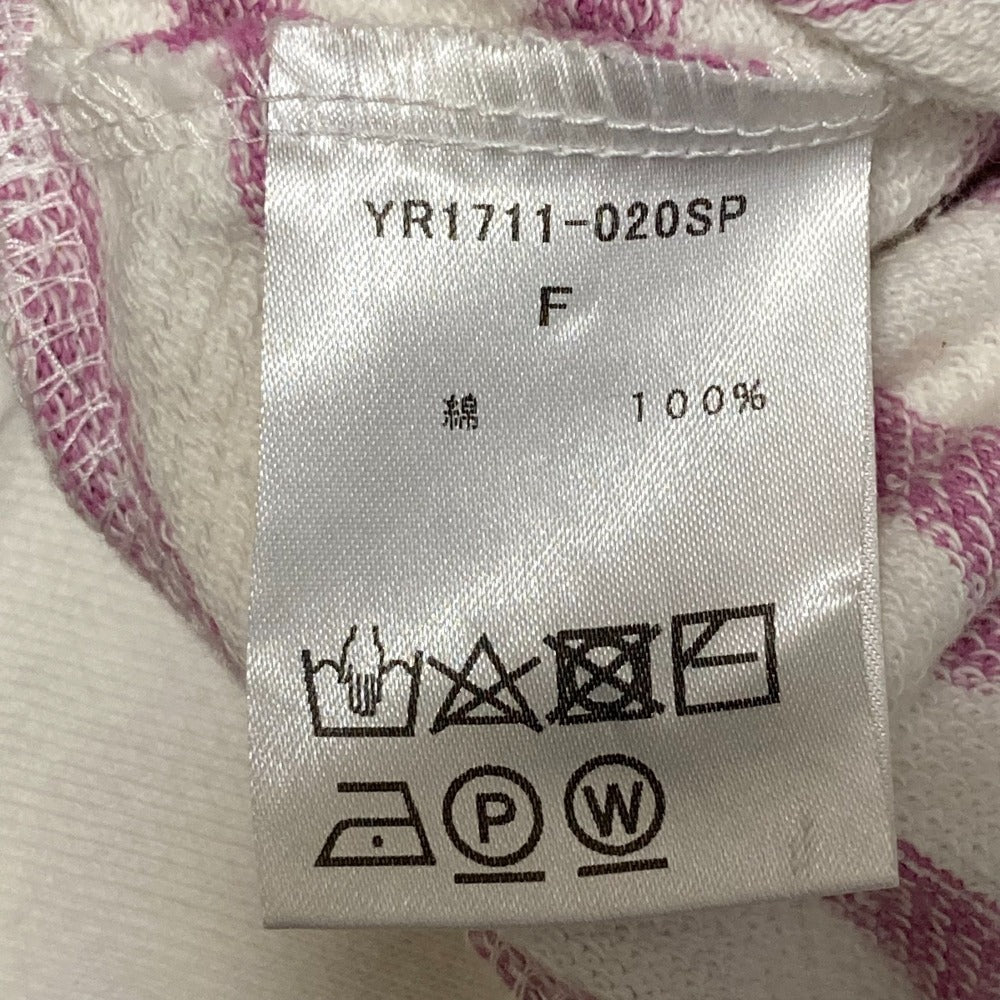 YR1711-020SP
F
綿 100%
P W